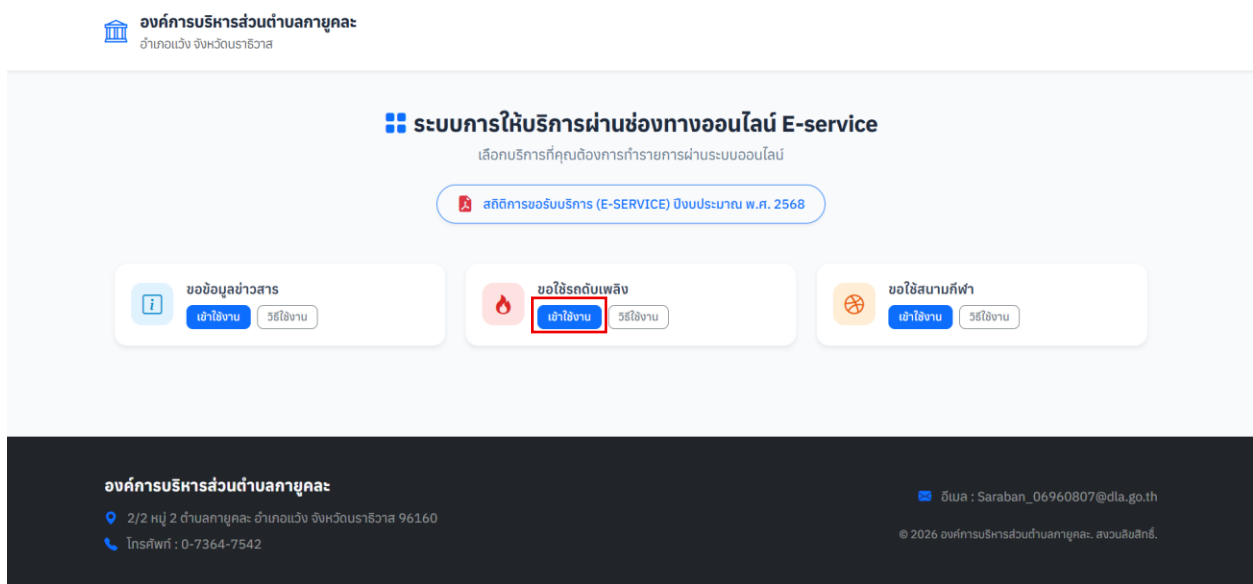 องค์การบริหารส่วนตำบลกายูคละ
อำเภอแว้ง จังหวัดนราธิวาส
ระบบการให้บริการผ่านช่องทางออนไลน์ E-service
เลือกบริการที่คุณต้องการทำรายการผ่านระบบออนไลน์
สถิติการขอรับบริการ (E-SERVICE) ปีงบประมาณ พ.ศ. 2568
ขอข้อมูลข่าวสาร
เข้าใช้งาน วิธีใช้งาน
ขอใช้รถดับเพลิง
เข้าใช้งาน วิธีใช้งาน
ขอใช้สนามกีฬา
เข้าใช้งาน วิธีใช้งาน
องค์การบริหารส่วนตำบลกายูคละ
2/2 หมู่ 2 ตำบลกายูคละ อำเภอแว้ง จังหวัดนราธิวาส 96160
โทรศัพท์ : 0-7364-7542
อีเมล : Saraban_06960807@dla.go.th
© 2026 องค์การบริหารส่วนตำบลกายูคละ. สงวนลิขสิทธิ์.